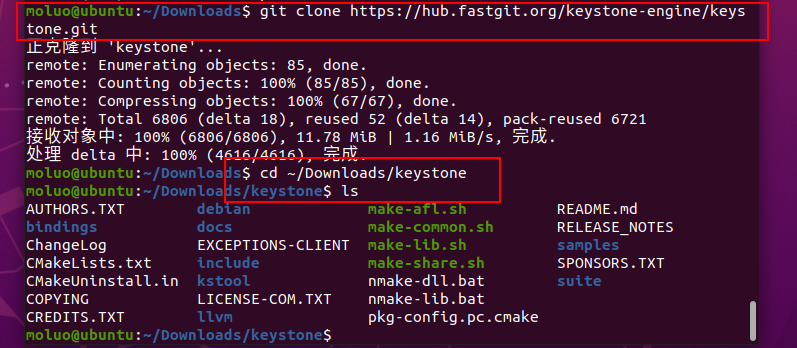 moluo@ubuntu:~/Downloads$ git clone https://hub.fastgit.org/keystone-engine/keys
tone.git
正克隆到 'keystone'...
remote: Enumerating objects: 85, done.
remote: Counting objects: 100% (85/85), done.
remote: Compressing objects: 100% (67/67), done.
remote: Total 6806 (delta 18), reused 52 (delta 14), pack-reused 6721
接收对象中: 100% (6806/6806), 11.78 MiB | 1.16 MiB/s, 完成.
处理 delta 中: 100% (4616/4616), 完成.
moluo@ubuntu:~/Downloads$ cd ~/Downloads/keystone
moluo@ubuntu:~/Downloads/keystone$ ls
AUTHORS.TXT debian make-afl.sh README.md
bindings docs make-common.sh RELEASE_NOTES
ChangeLog EXCEPTIONS-CLIENT make-lib.sh samples
CMakeLists.txt include make-share.sh SPONSORS.TXT
CMakeUninstall.in kstool nmake-dll.bat suite
COPYING LICENSE-COM.TXT nmake-lib.bat
CREDITS.TXT llvm pkg-config.pc.cmake
moluo@ubuntu:~/Downloads/keystone$